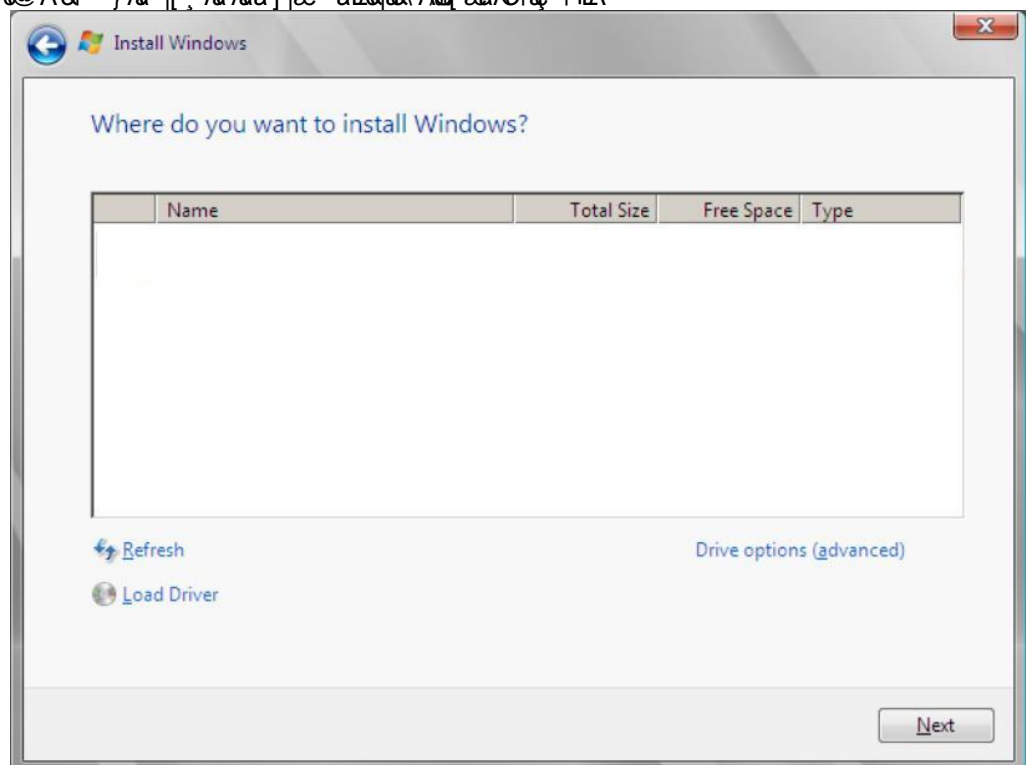 Install Windows
Where do you want to install Windows?
Name Total Size Free Space Type
Refresh Drive options (advanced)
Load Driver
Next